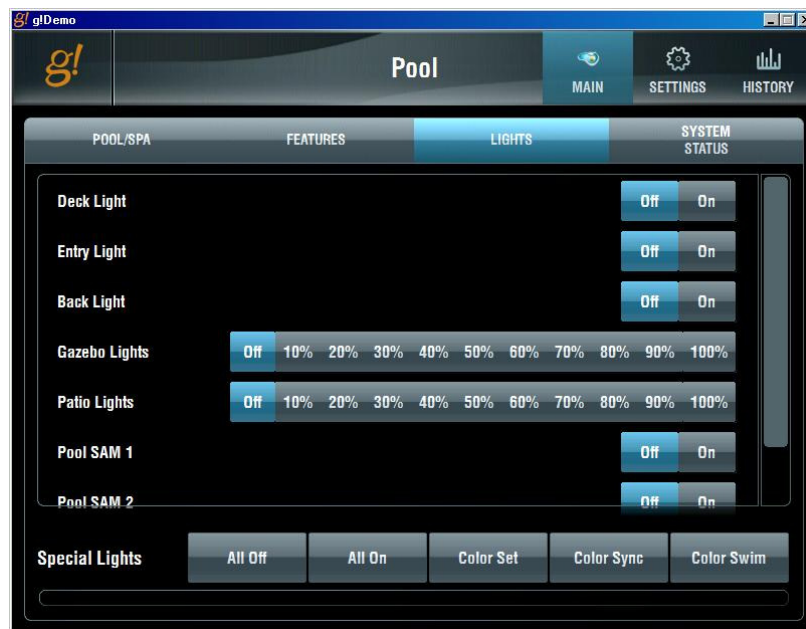 g! g!Demo
g!
Pool
MAIN
SETTINGS
HISTORY
POOL/SPA
FEATURES
LIGHTS
SYSTEM
STATUS
Deck Light Off On
Entry Light Off On
Back Light Off On
Gazebo Lights Off 10% 20% 30% 40% 50% 60% 70% 80% 90% 100%
Patio Lights Off 10% 20% 30% 40% 50% 60% 70% 80% 90% 100%
Pool SAM 1 Off On
Pool SAM 2 Off On
Special Lights All Off All On Color Set Color Sync Color Swim